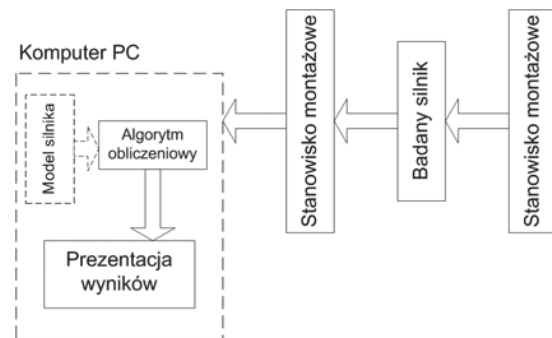 Komputer PC
Model silnika
Algorytm
obliczeniowy
Prezentacja
wyników
Stanowisko montażowe
Badany silnik
Stanowisko montażowe